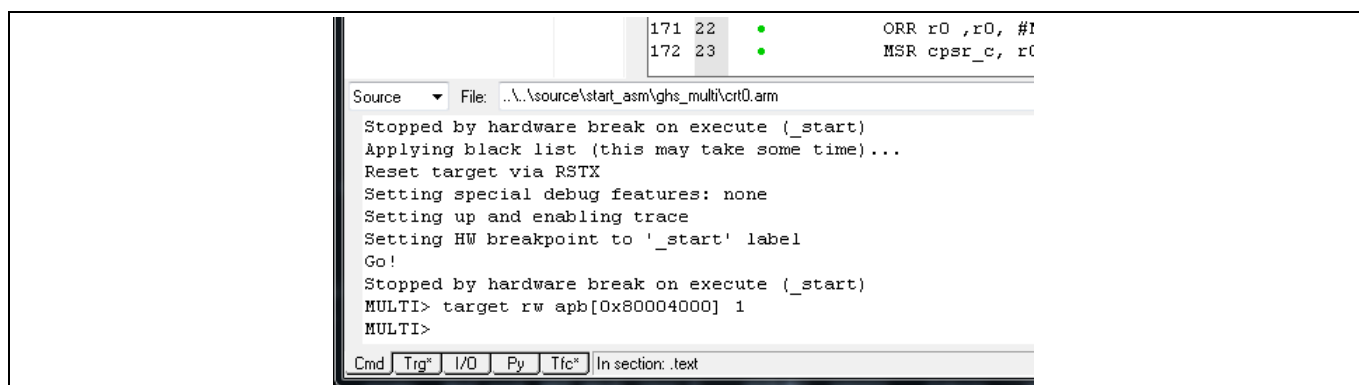 171 22 • ORR r0 ,r0, #
172 23 • MSR cpsr_c, r
Source File: ..\..\source\start_asm\ghs_multi\crt0.arm
Stopped by hardware break on execute (_start)
Applying black list (this may take some time)...
Reset target via RSTX
Setting special debug features: none
Setting up and enabling trace
Setting HW breakpoint to '_start' label
Go!
Stopped by hardware break on execute (_start)
MULTI> target rw apb[0x80004000] 1
MULTI>
Cmd Trg* I/O Py Tfc* In section: .text